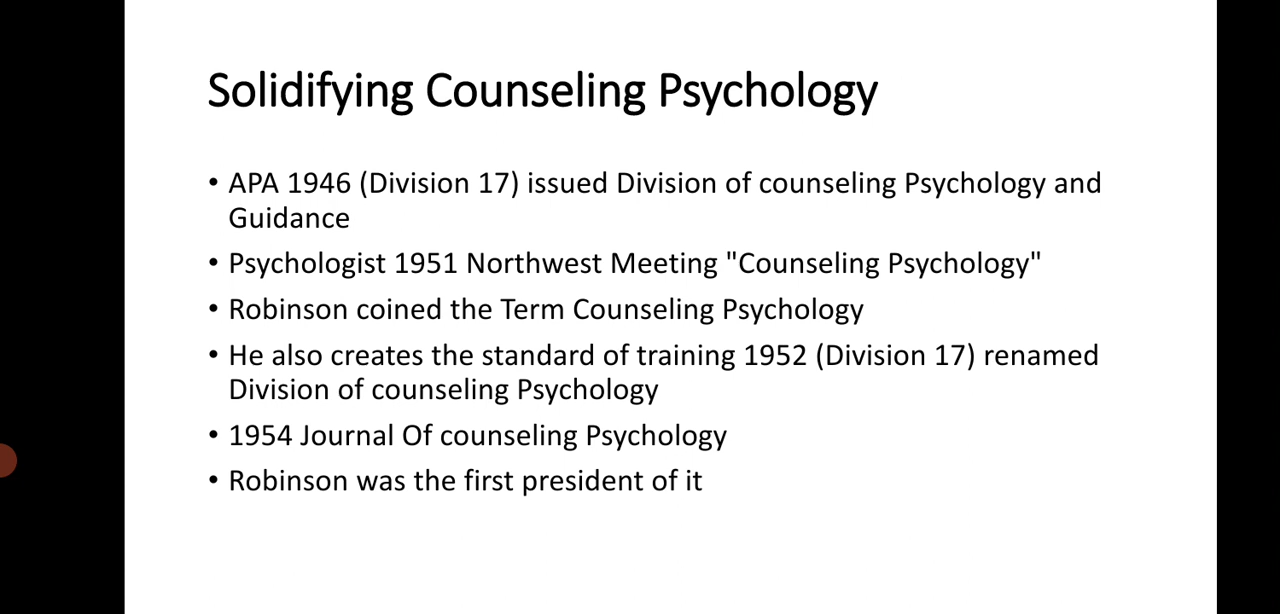 Solidifying Counseling Psychology
• APA 1946 (Division 17) issued Division of counseling Psychology and
Guidance
• Psychologist 1951 Northwest Meeting "Counseling Psychology"
• Robinson coined the Term Counseling Psychology
• He also creates the standard of training 1952 (Division 17) renamed
Division of counseling Psychology
• 1954 Journal Of counseling Psychology
• Robinson was the first president of it